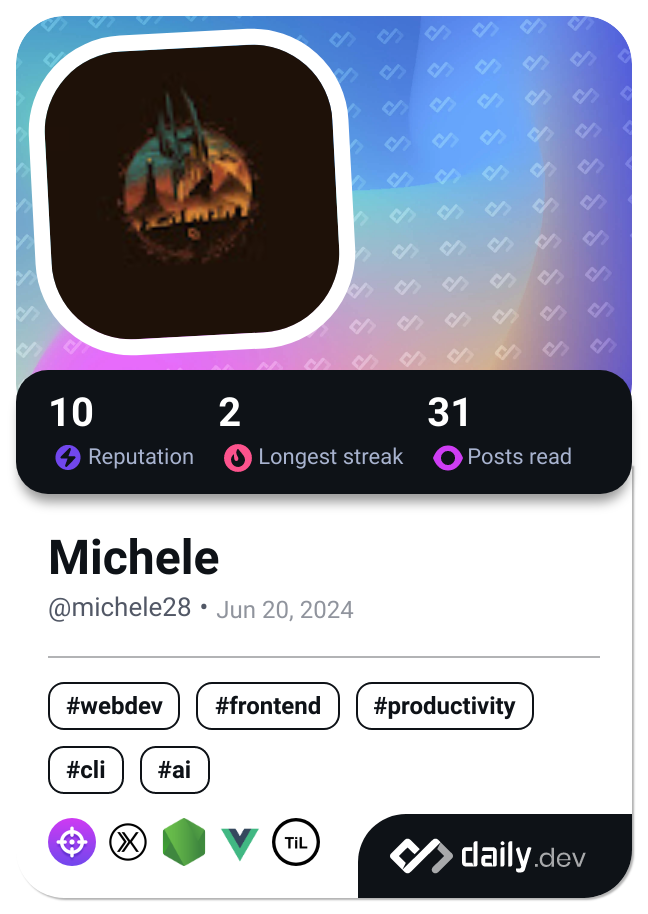 10 2 31
Reputation Longest streak Posts read
Michele
@michele28 • Jun 20, 2024
#webdev #frontend #productivity
#cli #ai
TiL
daily.dev